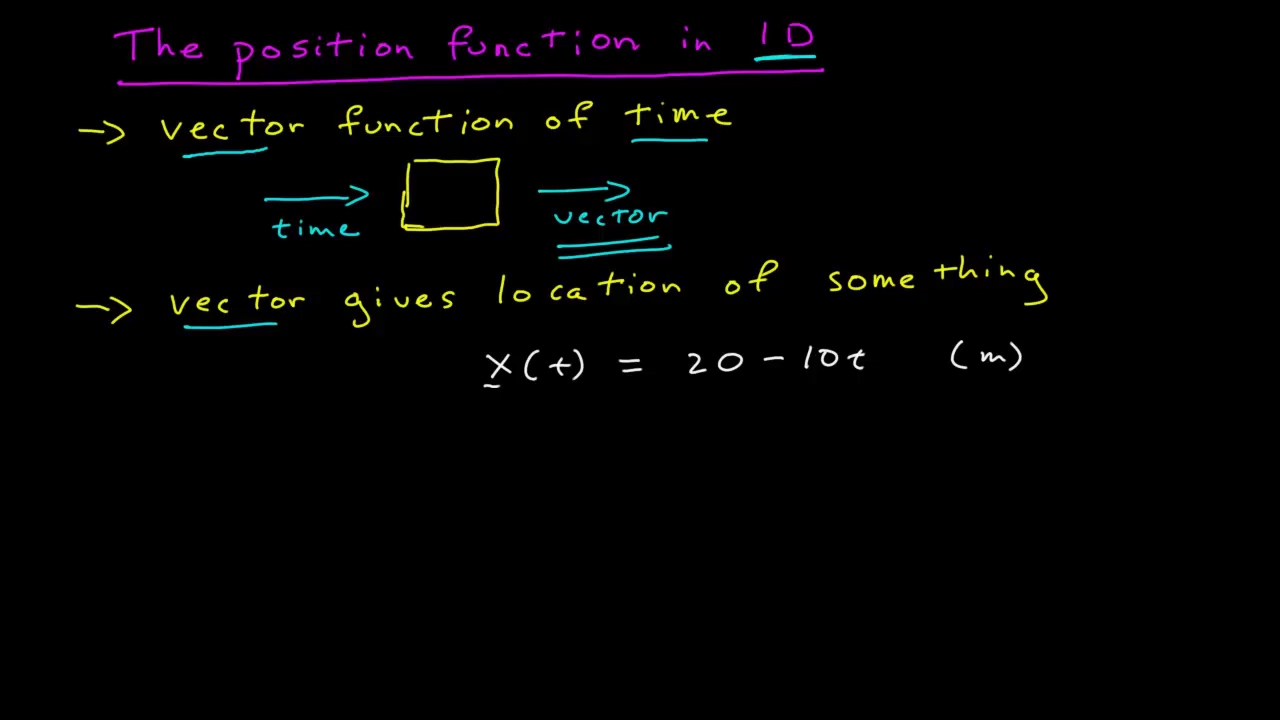 The position function in 1D
→ vector function of time
time vector
→ vector gives location of something
x(t) = 20 - 10t (m)